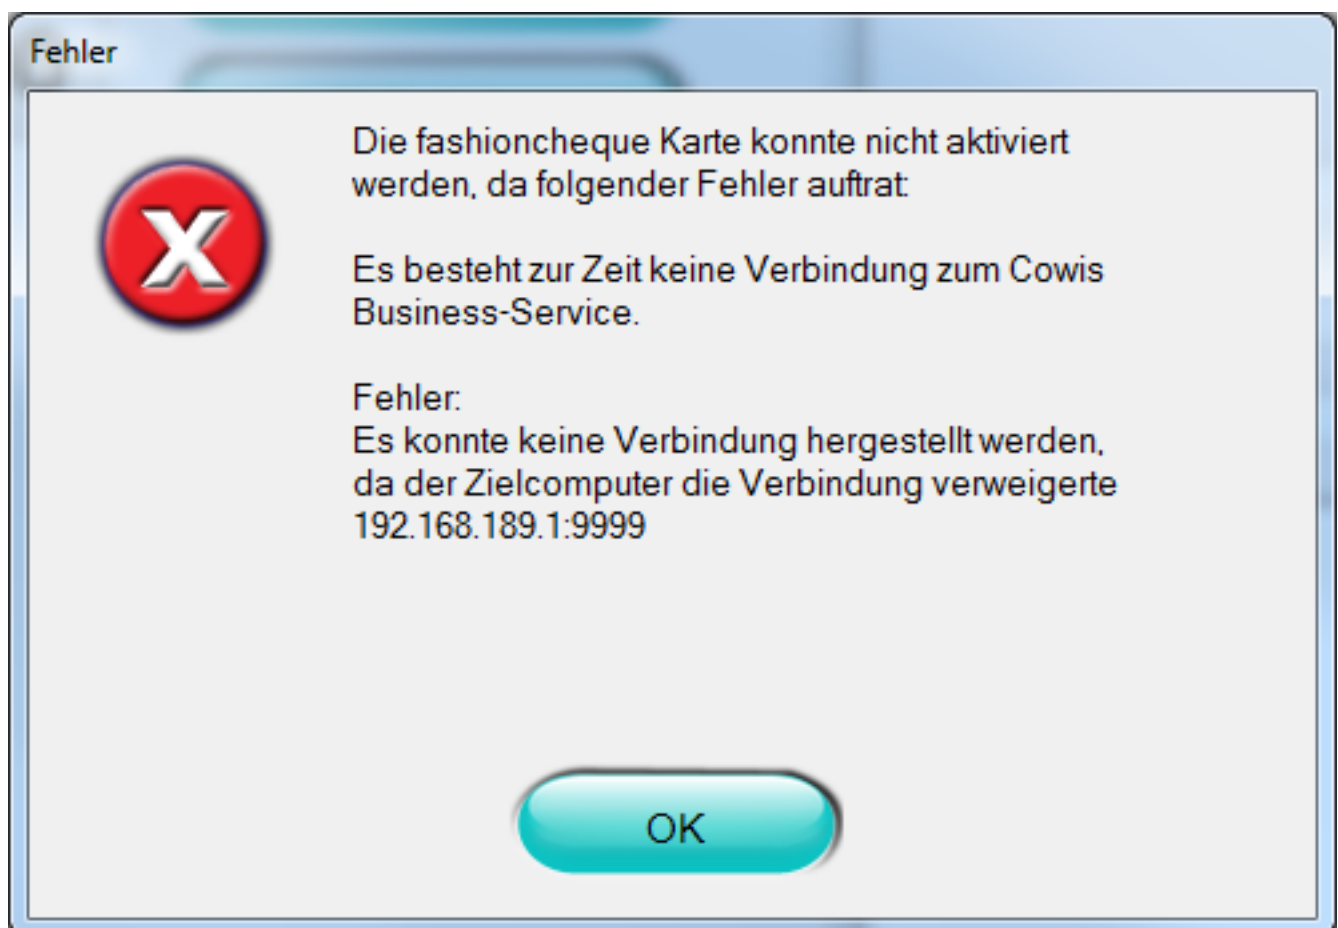 Fehler
Die fashioncheque Karte konnte nicht aktiviert
werden, da folgender Fehler auftrat:
Es besteht zur Zeit keine Verbindung zum Cowis
Business-Service.
Fehler:
Es konnte keine Verbindung hergestellt werden,
da der Zielcomputer die Verbindung verweigerte
192.168.189.1:9999
OK